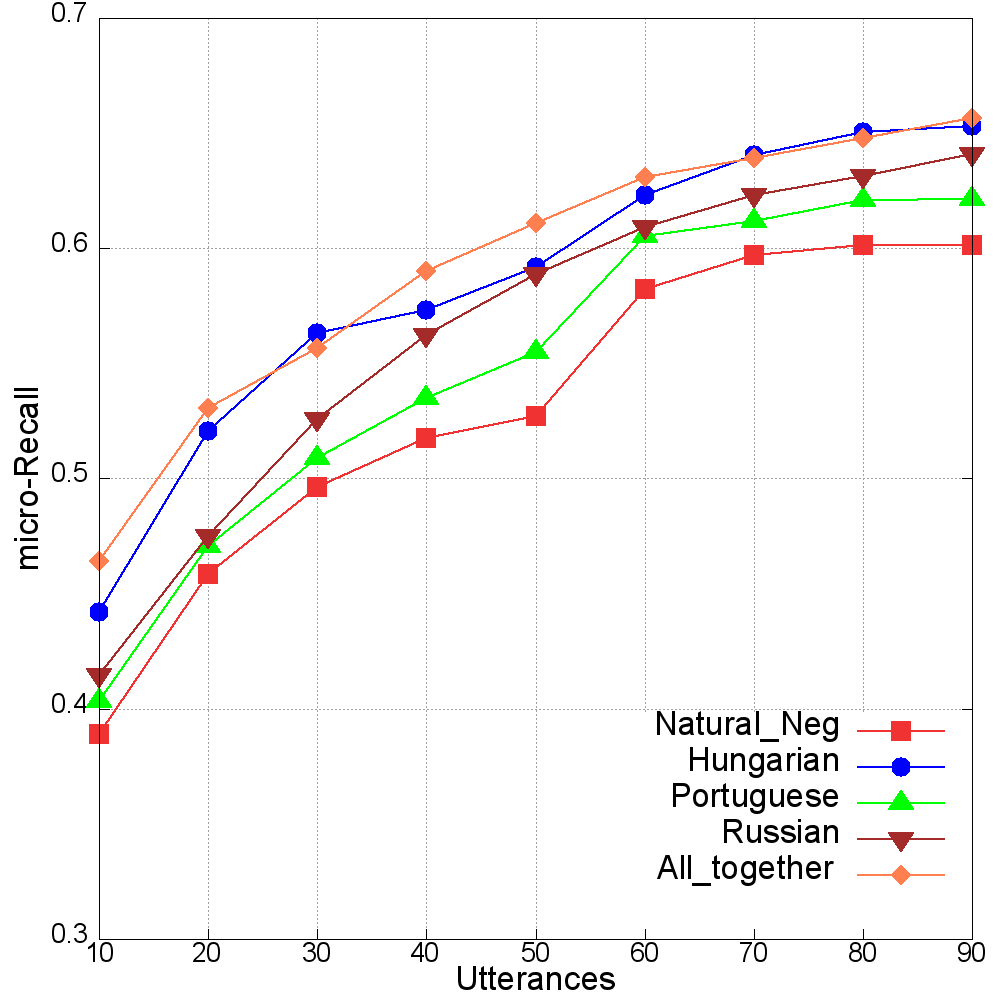 0.7
0.6
0.5
0.4
0.3
micro-Recall
10 20 30 40 50 60 70 80 90
Utterances
Natural_Neg
Hungarian
Portuguese
Russian
All_together